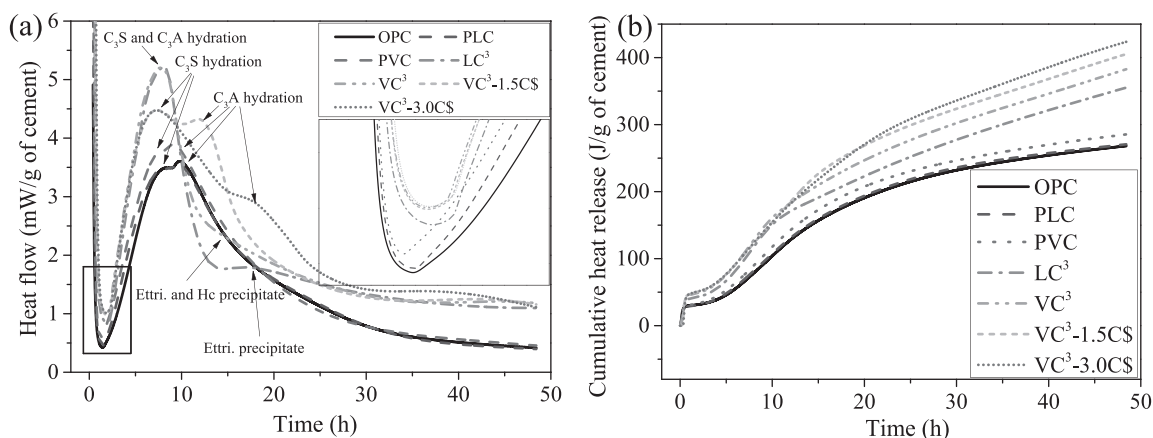 (a)
Heat flow (mW/g of cement)
6
5
4
3
2
1
0
C₃S and C₃A hydration
C₃S hydration
C₃A hydration
OPC PLC
PVC LC³
VC³ VC³-1.5C$
VC³-3.0C$
Ettri. and Hc precipitate
Ettri. precipitate
0 10 20 30 40 50
Time (h)
(b)
Cumulative heat release (J/g of cement)
400
300
200
100
0
OPC
PLC
PVC
LC³
VC³
VC³-1.5C$
VC³-3.0C$
0 10 20 30 40 50
Time (h)